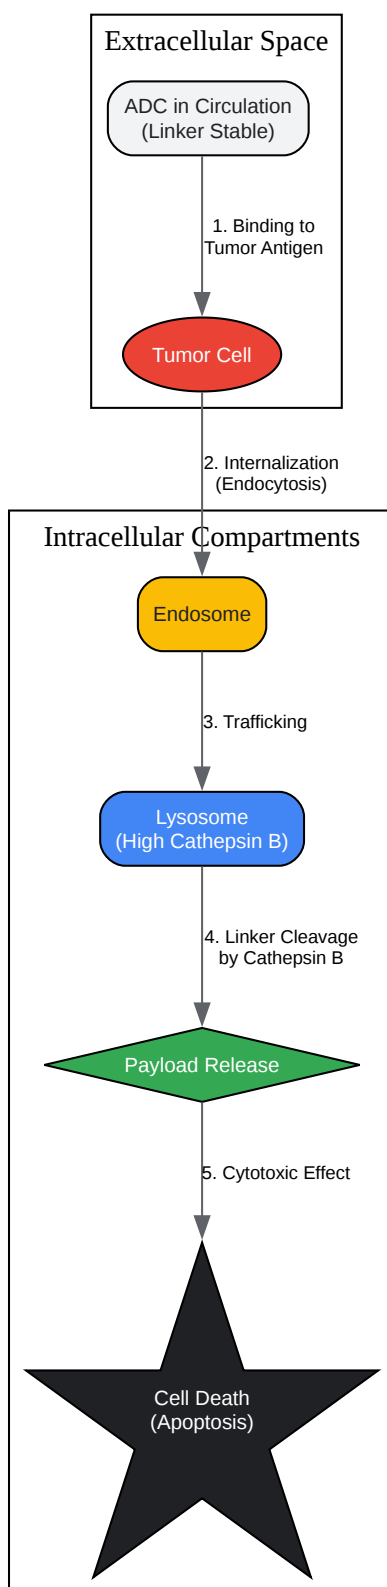 Extracellular Space
ADC in Circulation
(Linker Stable)
1. Binding to
Tumor Antigen
Tumor Cell
2. Internalization
(Endocytosis)
Intracellular Compartments
Endosome
3. Trafficking
Lysosome
(High Cathepsin B)
4. Linker Cleavage
by Cathepsin B
Payload Release
5. Cytotoxic Effect
Cell Death
(Apoptosis)